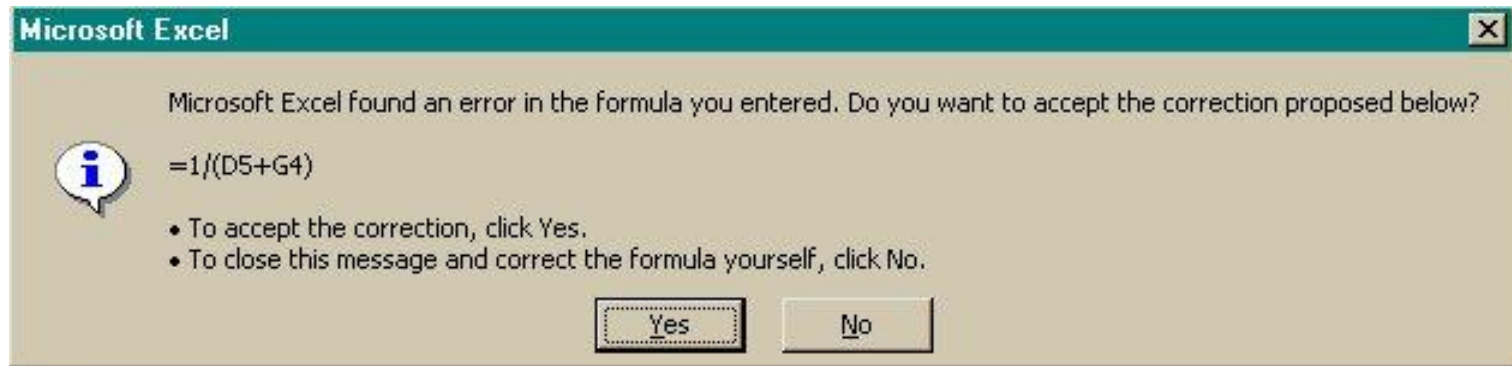 Microsoft Excel
Microsoft Excel found an error in the formula you entered. Do you want to accept the correction proposed below?
=1/(D5+G4)
• To accept the correction, click Yes.
• To close this message and correct the formula yourself, click No.
Yes No